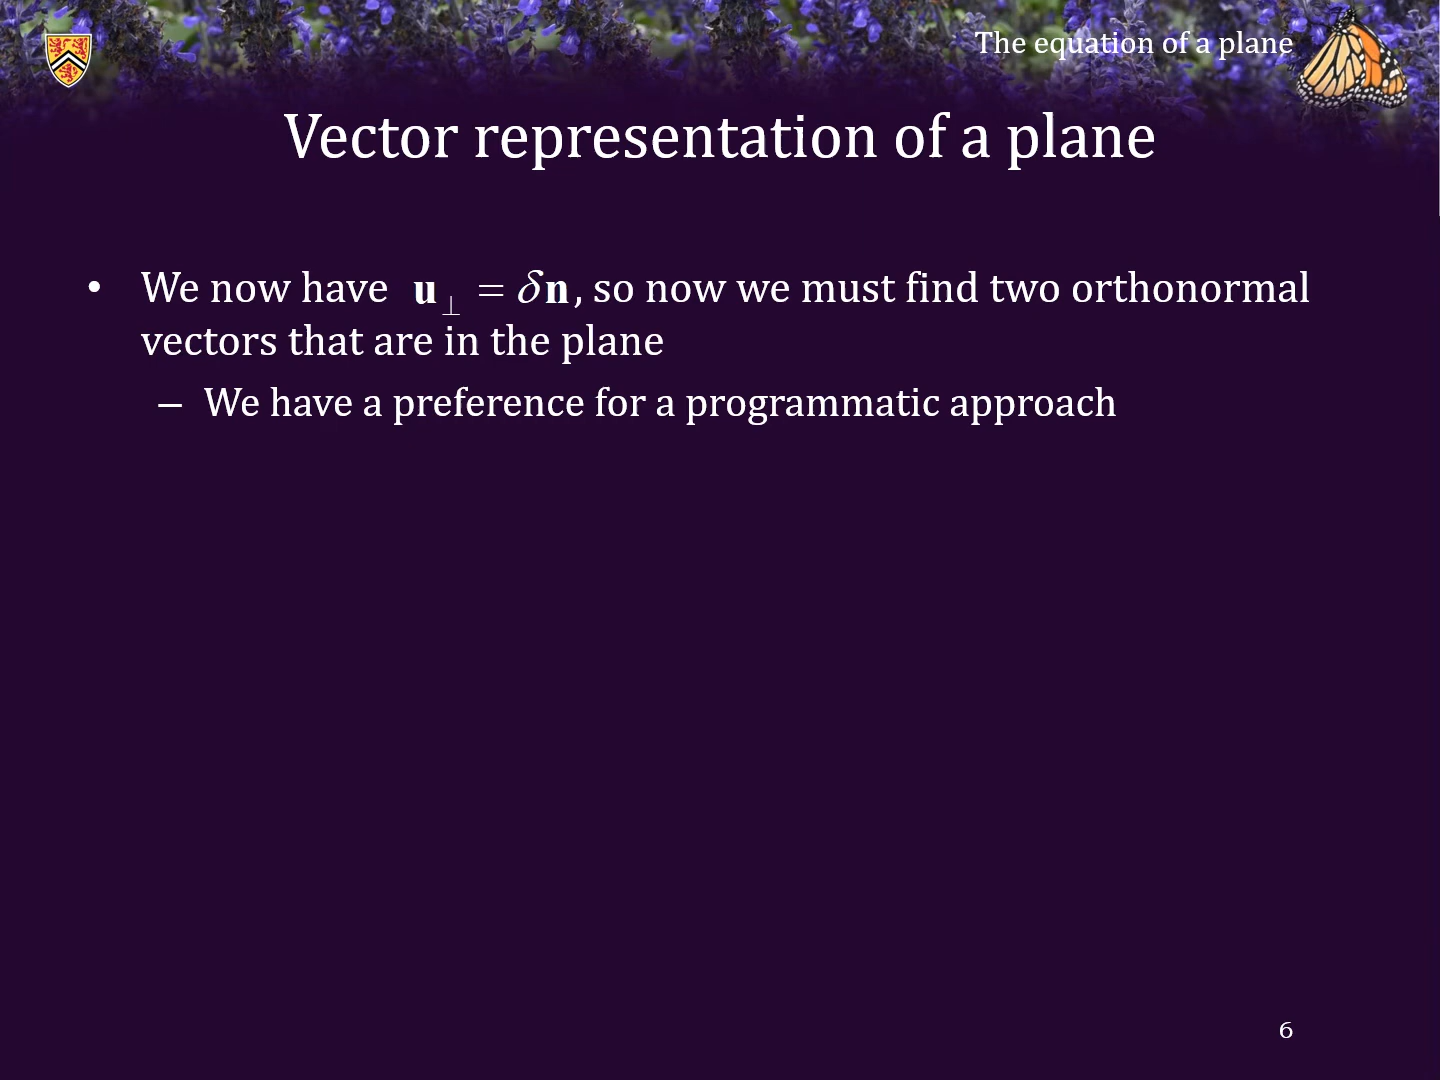 The equation of a plane
Vector representation of a plane
• We now have u⊥ = δn, so now we must find two orthonormal
vectors that are in the plane
– We have a preference for a programmatic approach
6